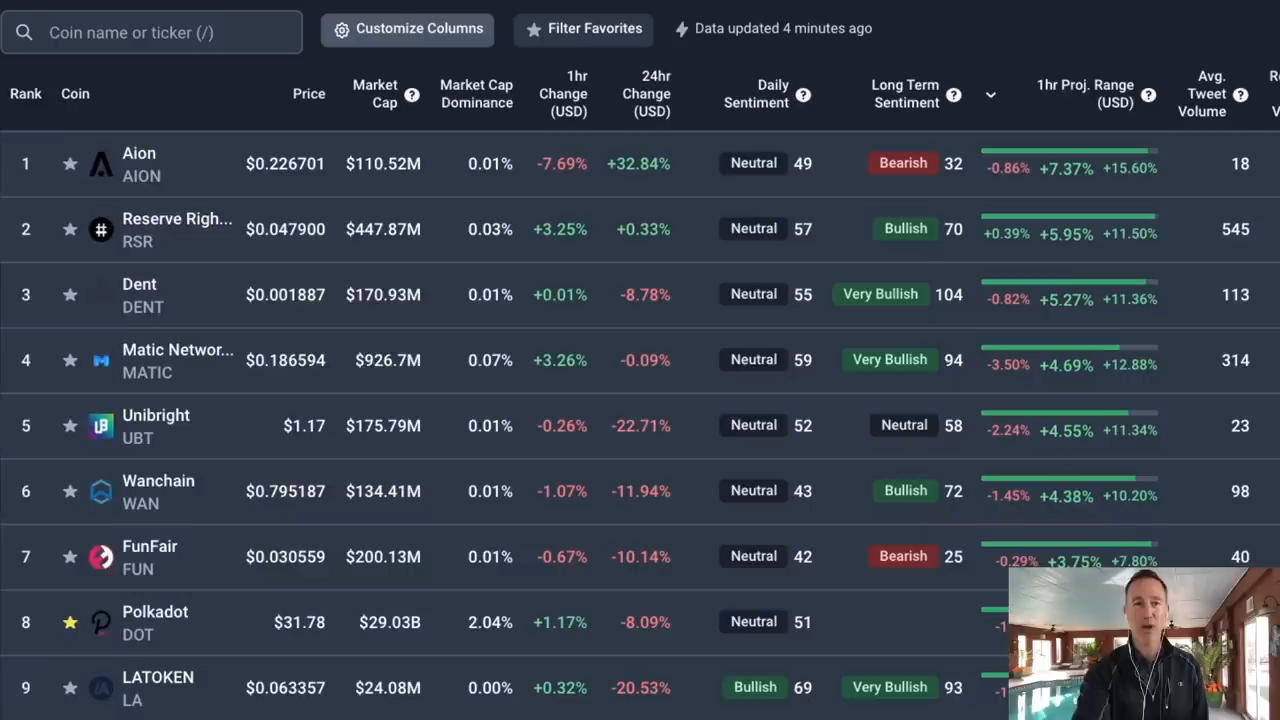 Coin name or ticker (/) Customize Columns Filter Favorites Data updated 4 minutes ago
Rank Coin Price Market Cap ? Market Cap Dominance 1hr Change (USD) 24hr Change (USD) Daily Sentiment ? Long Term Sentiment ? 1hr Proj. Range (USD) ? Avg. Tweet Volume ?
1 Aion AION $0.226701 $110.52M 0.01% -7.69% +32.84% Neutral 49 Bearish 32 -0.86% +7.37% +15.60% 18
2 Reserve Righ... RSR $0.047900 $447.87M 0.03% +3.25% +0.33% Neutral 57 Bullish 70 +0.39% +5.95% +11.50% 545
3 Dent DENT $0.001887 $170.93M 0.01% +0.01% -8.78% Neutral 55 Very Bullish 104 -0.82% +5.27% +11.36% 113
4 Matic Networ... MATIC $0.186594 $926.7M 0.07% +3.26% -0.09% Neutral 59 Very Bullish 94 -3.50% +4.69% +12.88% 314
5 Unibright UBT $1.17 $175.79M 0.01% -0.26% -22.71% Neutral 52 Neutral 58 -2.24% +4.55% +11.34% 23
6 Wanchain WAN $0.795187 $134.41M 0.01% -1.07% -11.94% Neutral 43 Bullish 72 -1.45% +4.38% +10.20% 98
7 FunFair FUN $0.030559 $200.13M 0.01% -0.67% -10.14% Neutral 42 Bearish 25 -0.29% +3.75% +7.80% 40
8 Polkadot DOT $31.78 $29.03B 2.04% +1.17% -8.09% Neutral 51
9 LATOKEN LA $0.063357 $24.08M 0.00% +0.32% -20.53% Bullish 69 Very Bullish 93